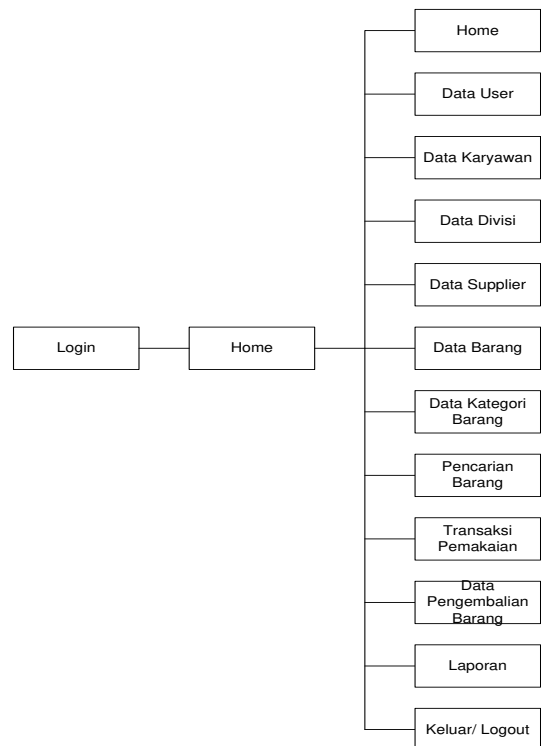 Login
Home
Home
Data User
Data Karyawan
Data Divisi
Data Supplier
Data Barang
Data Kategori
Barang
Pencarian
Barang
Transaksi
Pemakaian
Data
Pengembalian
Barang
Laporan
Keluar/ Logout